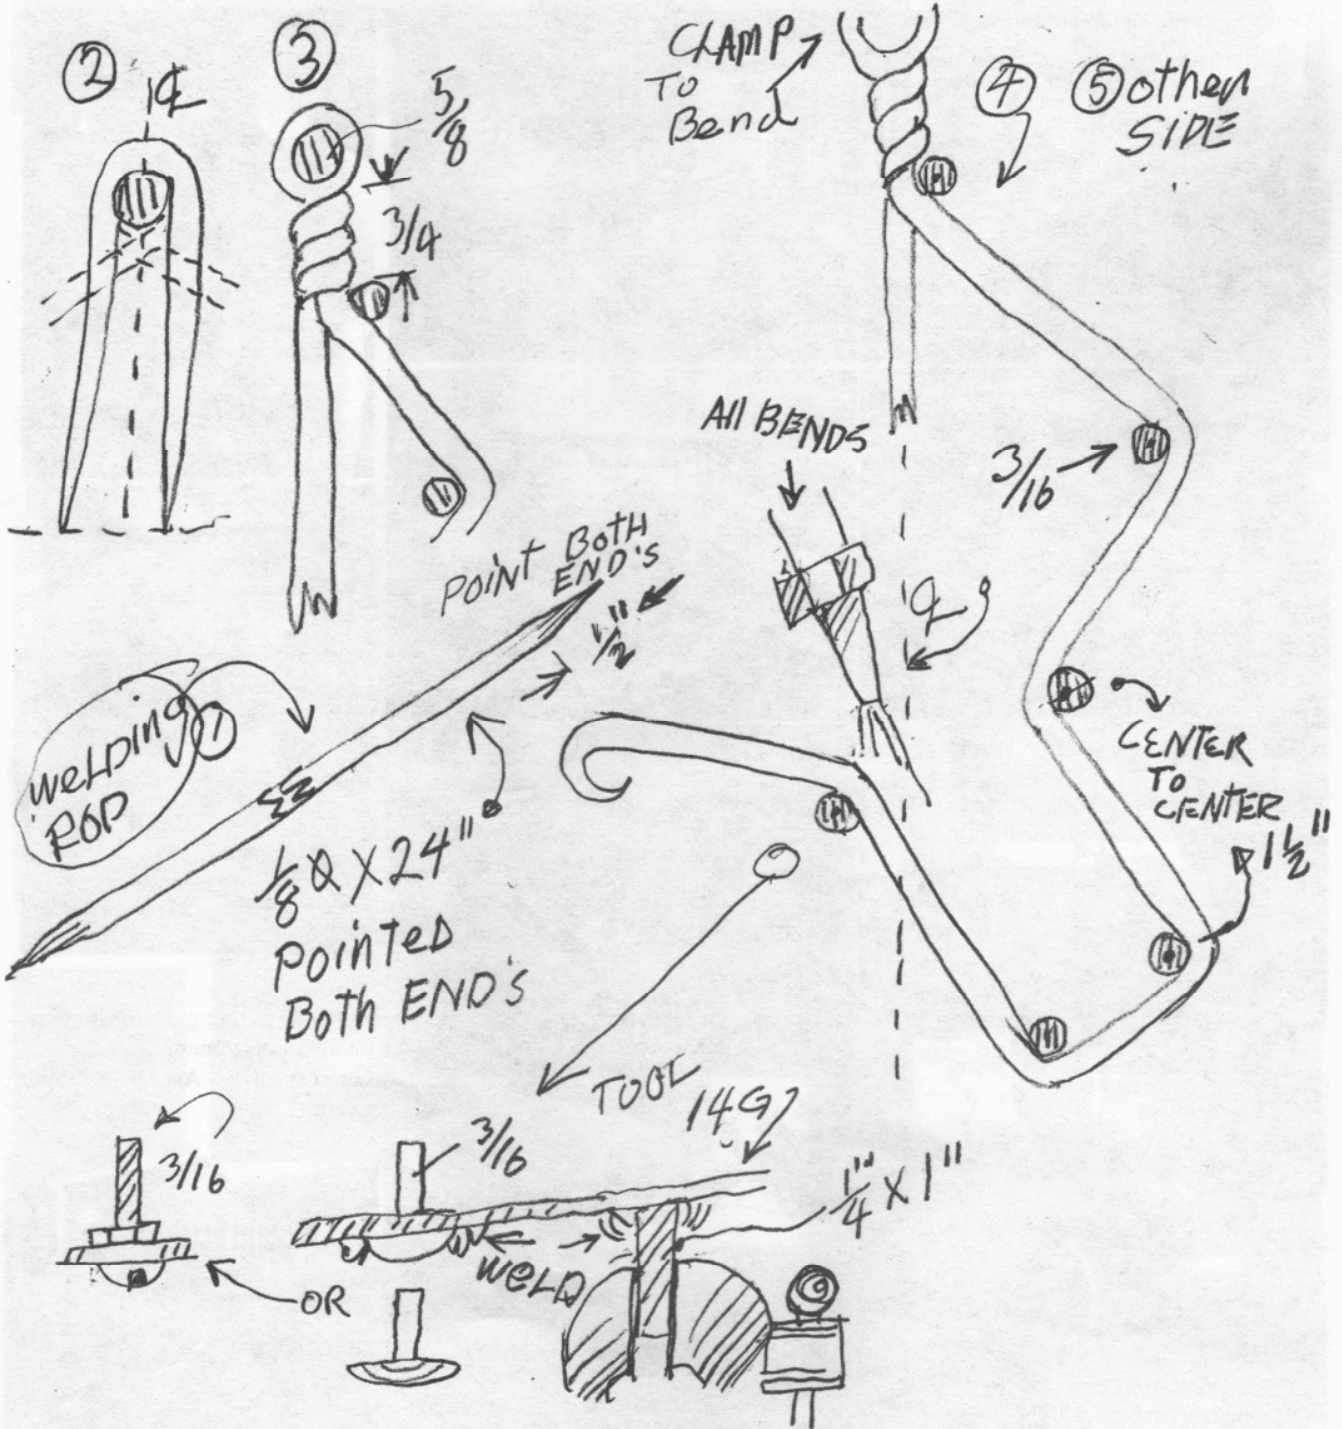 ② ℄
③
5/8
3/4
CLAMP
TO
Bend
④ ⑤ other
SIDE
All BENDS
3/16
℄
POINT BOTH
END'S
1/2"
WELDING
ROD
①
1/8 Ø X 24"
POINTED
BOTH END'S
CENTER
TO
CENTER
1 1/2"
TOOL
14G
3/16
3/16
1/4" X 1"
WELD
OR